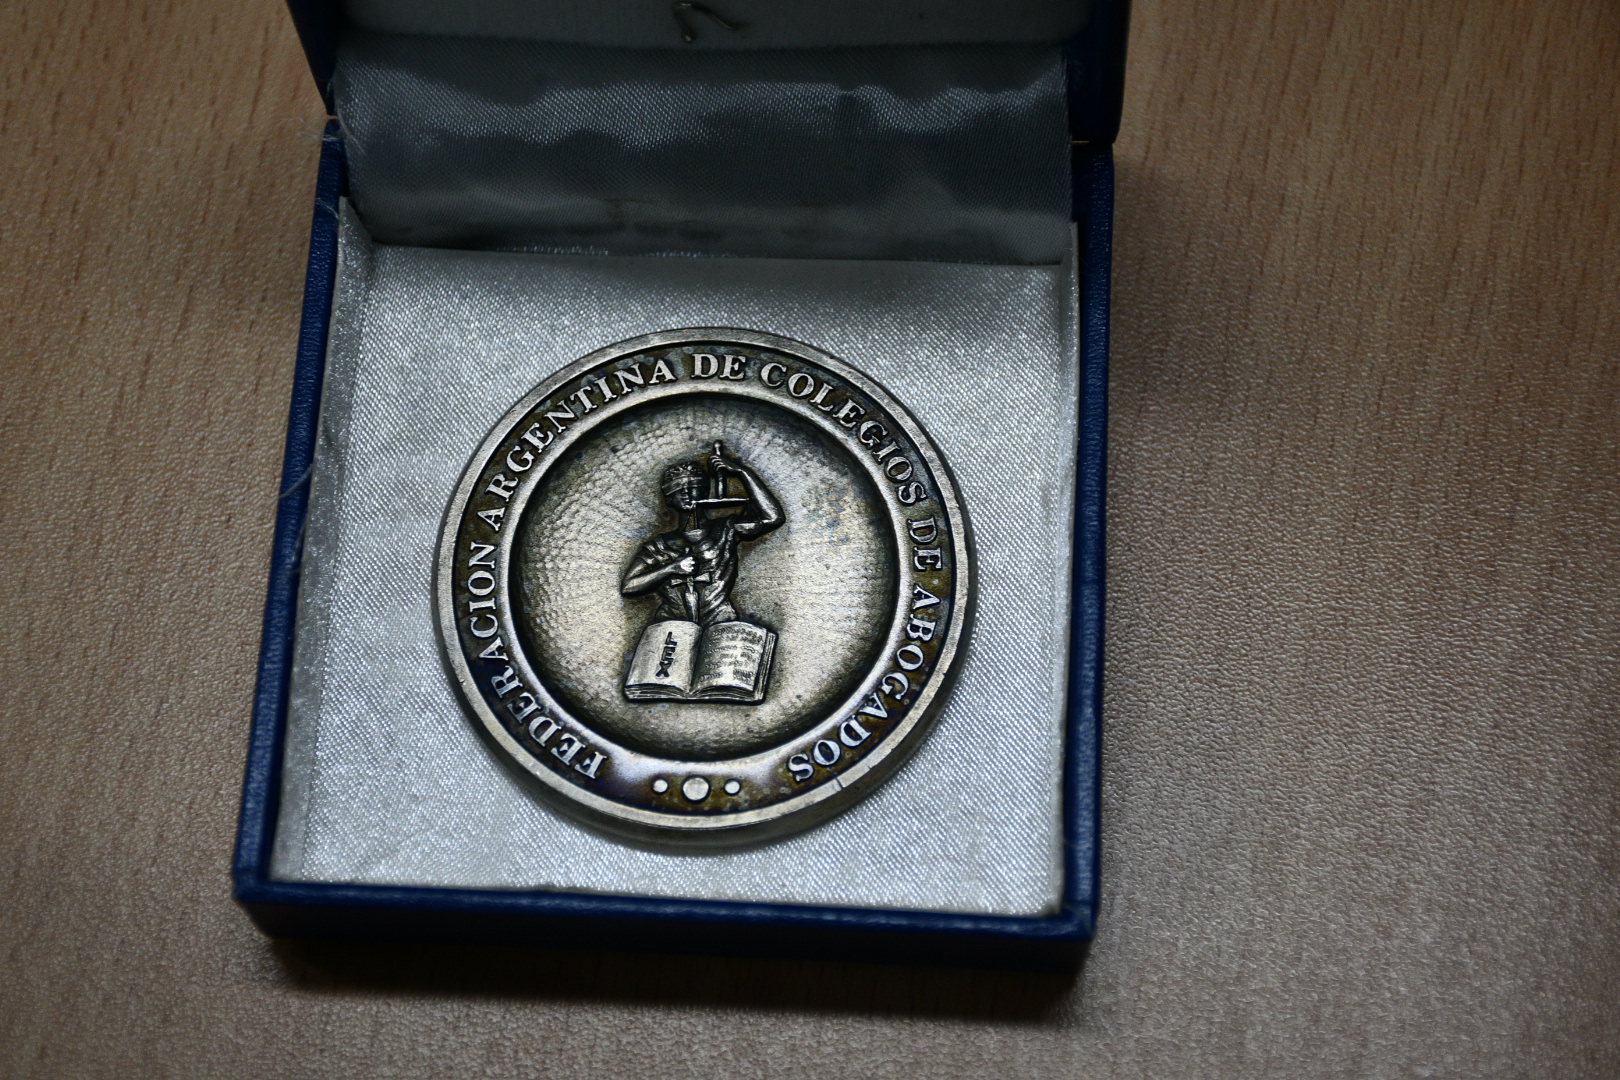 FEDERACION ARGENTINA DE COLEGIOS DE ABOGADOS
LEX